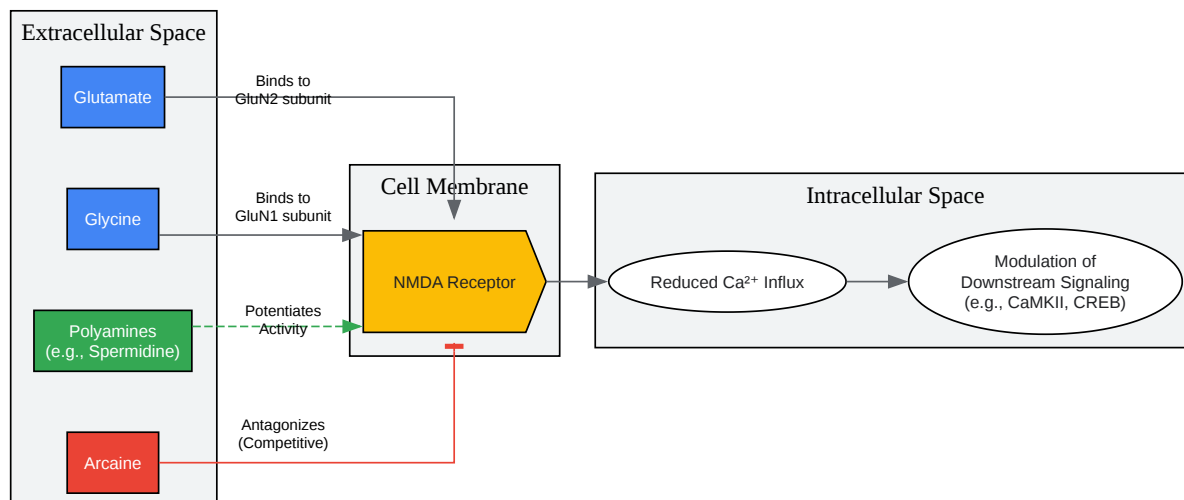 Extracellular Space
Glutamate
Binds to
GluN2 subunit
Glycine
Binds to
GluN1 subunit
Polyamines
(e.g., Spermidine)
Potentiates
Activity
Arcaine
Antagonizes
(Competitive)
Cell Membrane
NMDA Receptor
Intracellular Space
Reduced Ca²⁺ Influx
Modulation of
Downstream Signaling
(e.g., CaMKII, CREB)